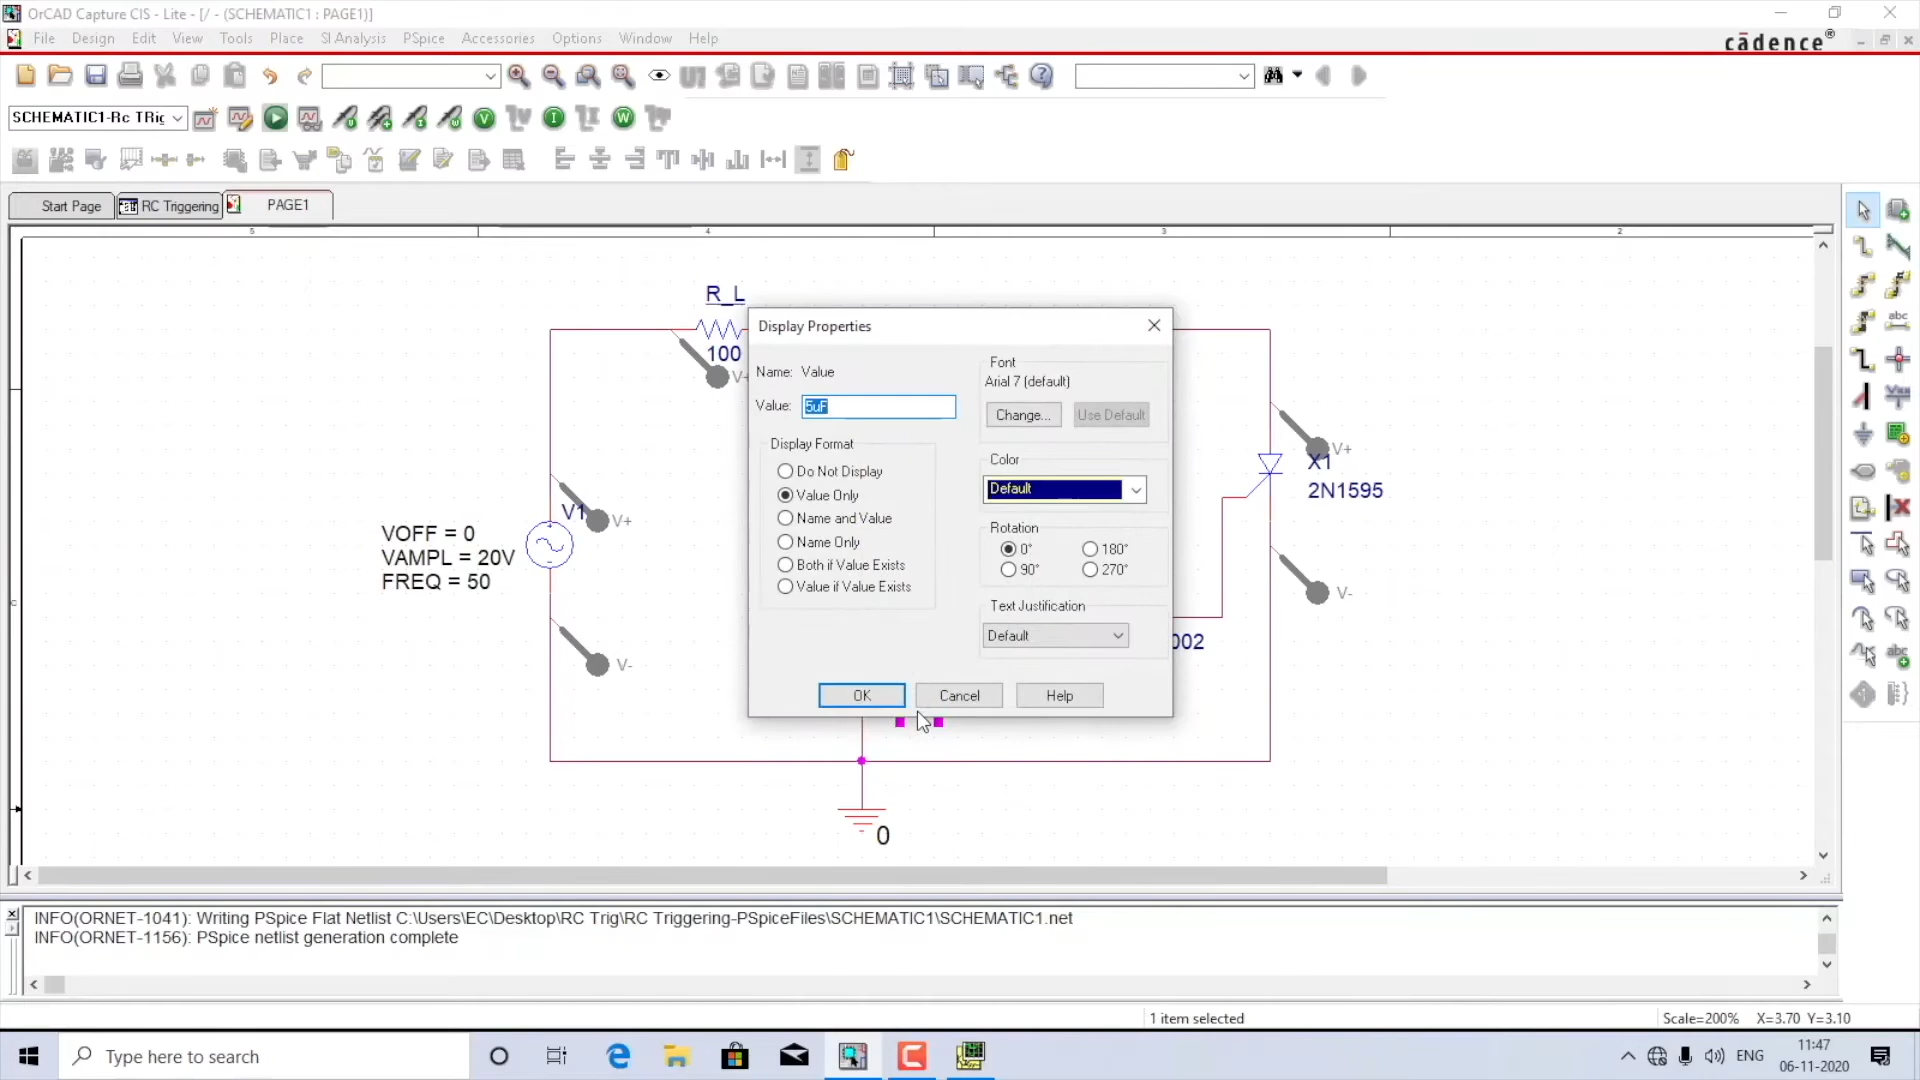 OrCAD Capture CIS - Lite - [/ - (SCHEMATIC1 : PAGE1)]
File Design Edit View Tools Place SI Analysis PSpice Accessories Options Window Help
cādence®
SCHEMATIC1-Rc TRig
Start Page
RC Triggering
PAGE1
5 4 3 2
R_L
100
V+
V1
V+
VOFF = 0
VAMPL = 20V
FREQ = 50
V-
V+
X1
2N1595
V-
002
0
C
Display Properties
Name: Value
Value: 5uF
Display Format
Do Not Display
Value Only
Name and Value
Name Only
Both if Value Exists
Value if Value Exists
Font
Arial 7 (default)
Change...
Use Default
Color
Default
Rotation
0° 180°
90° 270°
Text Justification
Default
OK Cancel Help
INFO(ORNET-1041): Writing PSpice Flat Netlist C:\Users\EC\Desktop\RC Trig\RC Triggering-PSpiceFiles\SCHEMATIC1\SCHEMATIC1.net
INFO(ORNET-1156): PSpice netlist generation complete
1 item selected
Scale=200% X=3.70 Y=3.10
Type here to search
ENG
11:47
06-11-2020